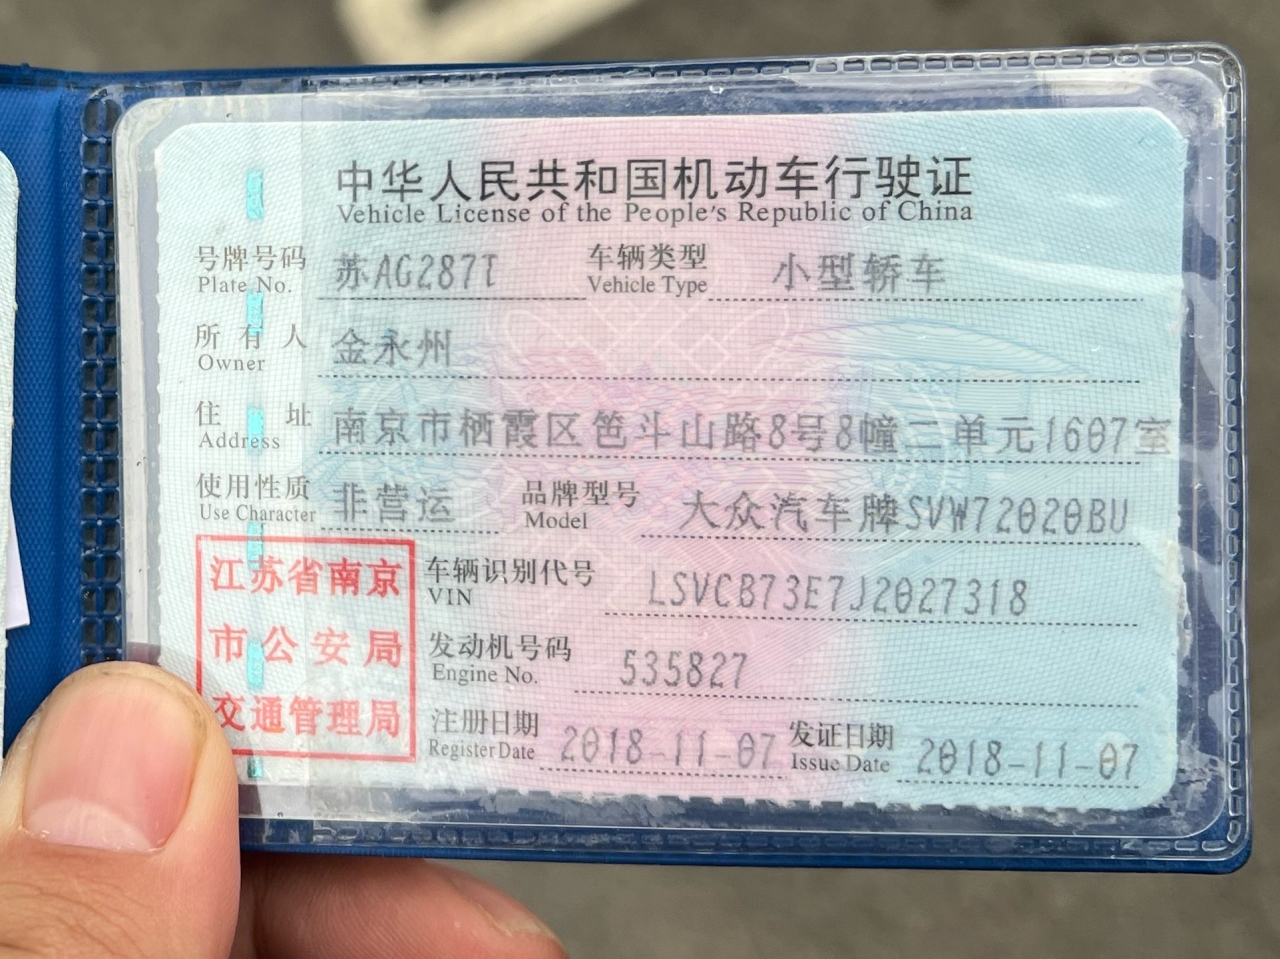 中华人民共和国机动车行驶证
Vehicle License of the People's Republic of China
号牌号码 苏AG287T 车辆类型 小型轿车
Plate No. Vehicle Type
所有人 金永州
Owner
住址 南京市栖霞区笆斗山路8号8幢二单元1607室
Address
使用性质 非营运 品牌型号 大众汽车牌SVW72020BU
Use Character Model
江苏省南京
市公安局
交通管理局
车辆识别代号 LSVCB73E7J2027318
VIN
发动机号码 535827
Engine No.
注册日期 2018-11-07 发证日期 2018-11-07
Register Date Issue Date